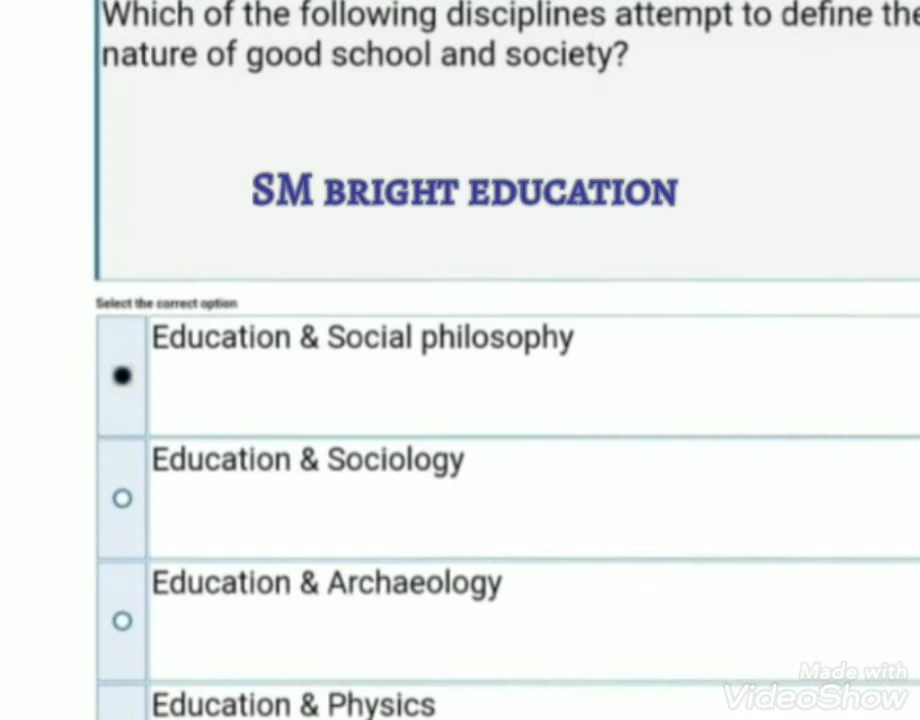 Which of the following disciplines attempt to define the
nature of good school and society?
SM BRIGHT EDUCATION
Select the correct option
Education & Social philosophy
Education & Sociology
Education & Archaeology
Education & Physics
Made with
VideoShow